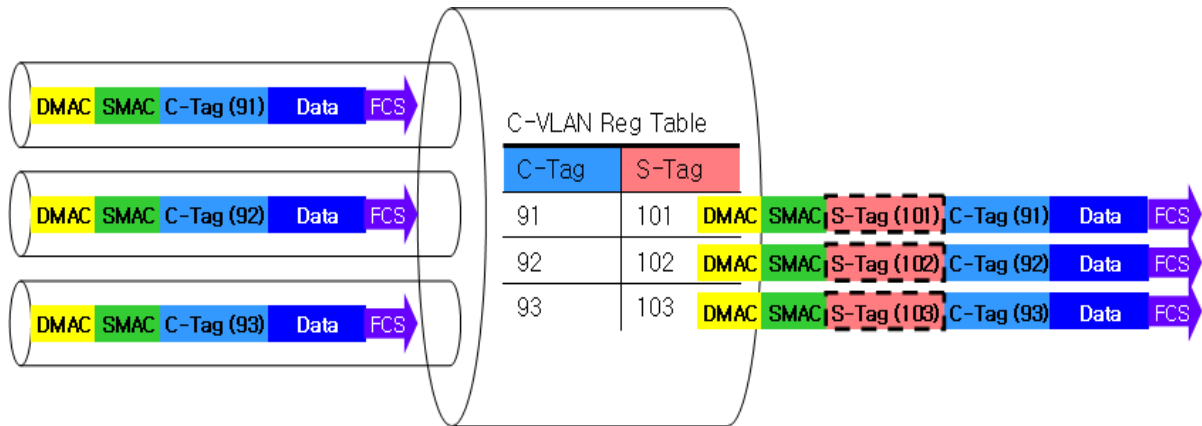 DMAC SMAC C-Tag (91) Data FCS
DMAC SMAC C-Tag (92) Data FCS
DMAC SMAC C-Tag (93) Data FCS
C-VLAN Reg Table
C-Tag S-Tag
91 101
92 102
93 103
DMAC SMAC S-Tag (101) C-Tag (91) Data FCS
DMAC SMAC S-Tag (102) C-Tag (92) Data FCS
DMAC SMAC S-Tag (103) C-Tag (93) Data FCS